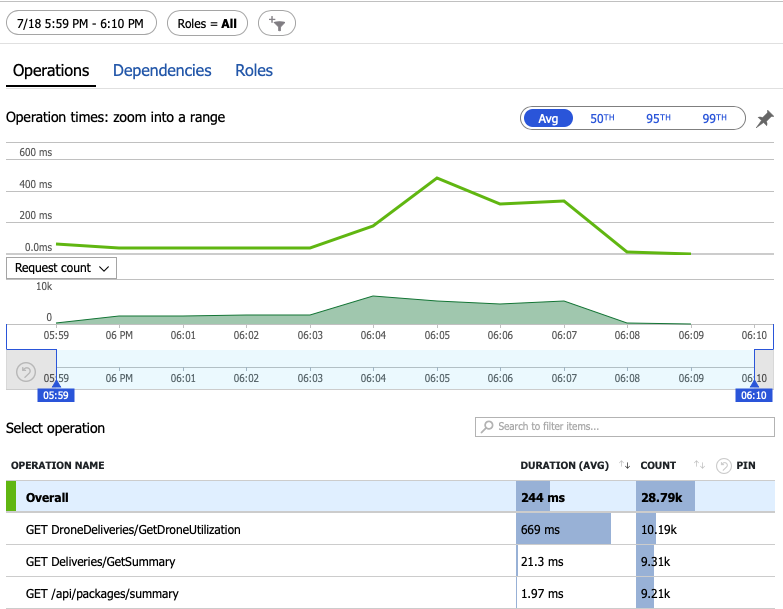 7/18 5:59 PM - 6:10 PM Roles = All
Operations Dependencies Roles
Operation times: zoom into a range Avg 50TH 95TH 99TH
600 ms
400 ms
200 ms
0.0ms
Request count
10k
0
05:59 06 PM 06:01 06:02 06:03 06:04 06:05 06:06 06:07 06:08 06:09 06:10
05:59 06 PM 06:01 06:02 06:03 06:04 06:05 06:06 06:07 06:08 06:09 06:10
05:59 06:10
Select operation Search to filter items...
OPERATION NAME DURATION (AVG) COUNT PIN
Overall 244 ms 28.79k
GET DroneDeliveries/GetDroneUtilization 669 ms 10.19k
GET Deliveries/GetSummary 21.3 ms 9.31k
GET /api/packages/summary 1.97 ms 9.21k